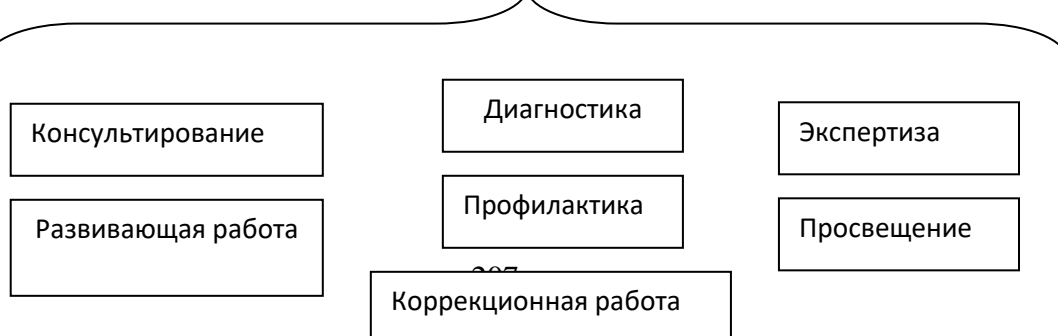 Консультирование
Диагностика
Экспертиза
Развивающая работа
Профилактика
Просвещение
Коррекционная работа